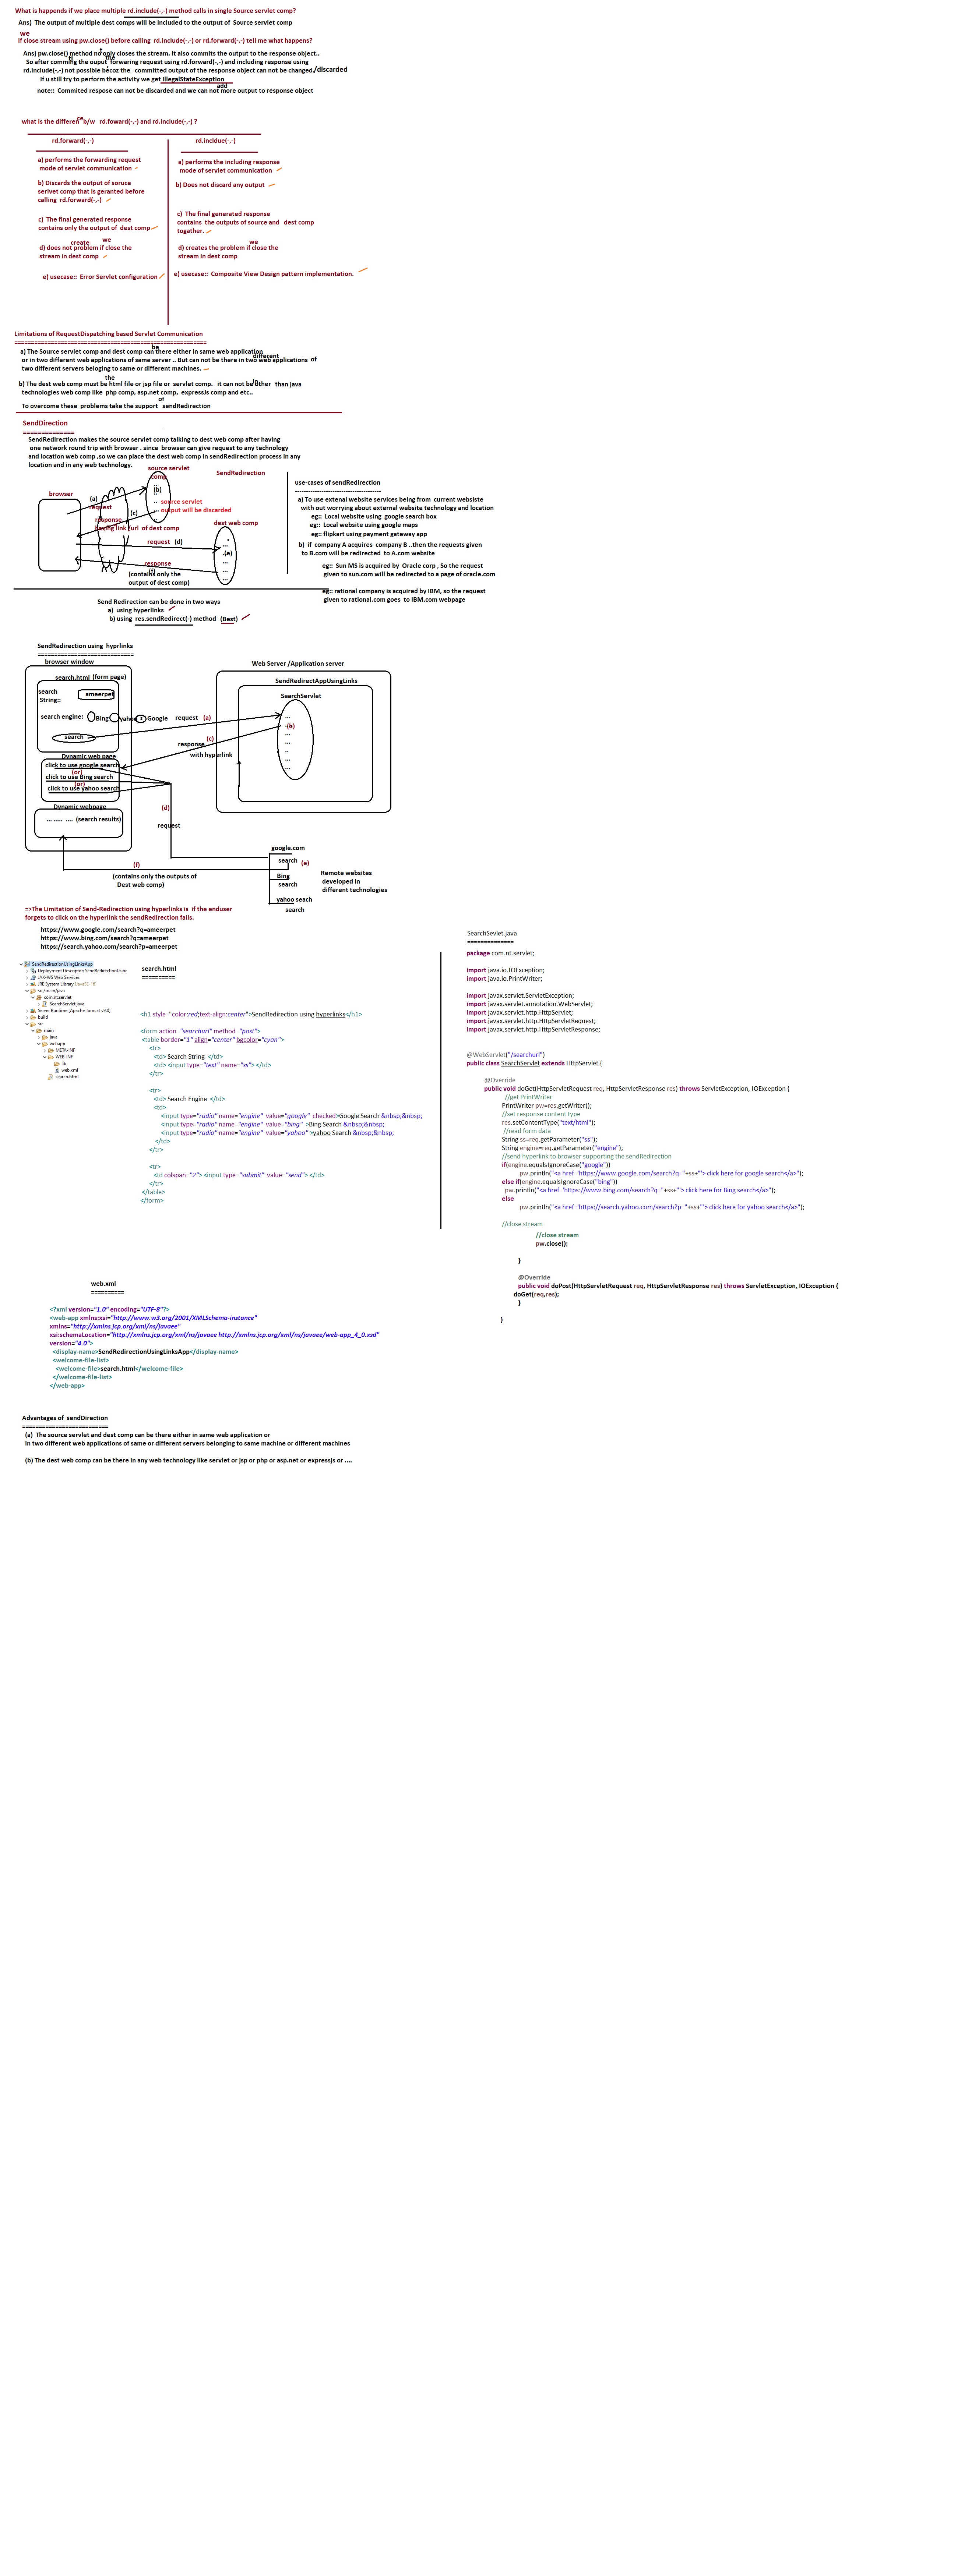 What is happends if we place multiple rd.include(-,-) method calls in single Source servlet comp?
Ans)  The output of multiple dest comps will be included to the output of  Source servlet comp
we
if close stream using pw.close() before calling  rd.include(-,-) or rd.forward(-,-) tell me what happens?
t
Ans) pw.close() method no only closes the stream, it also commits the output to the response object..
the
So after commiting the ouput  forwaring request using rd.forward(-,-) and including response using
rd.include(-,-) not possible becoz the  committed output of the response object can not be changed./discarded
if u still try to perform the activity we get IllegalStateException
add
note::  Commited respose can not be discarded and we can not more output to response object
ce
what is the differen  b/w  rd.foward(-,-) and rd.include(-,-) ?
rd.forward(-,-)
rd.incldue(-,-)
a) performs the forwarding request
mode of servlet communication
a) performs the including response
mode of servlet communication
b) Discards the output of soruce
serlvet comp that is geranted before
calling  rd.forward(-,-)
b) Does not discard any output
c)  The final generated response
contains only the output of  dest comp
c)  The final generated response
contains  the outputs of source and  dest comp
togather.
create
we
d) does not problem if close the
stream in dest comp
we
d) creates the problem if close the
stream in dest comp
e) usecase::  Error Servlet configuration
e) usecase::  Composite View Design pattern implementation.
Limitations of RequestDispatching based Servlet Communication
==========================================================
be
a) The Source servlet comp and dest comp can there either in same web application
different
or in two different web applications of same server .. But can not be there in two web applications  of
two different servers beloging to same or different machines.
the
in
b) The dest web comp must be html file or jsp file or  servlet comp.   it can not be other  than java
technologies web comp like  php comp, asp.net comp,  expressJs comp and etc..
of
To overcome these  problems take the support  sendRedirection
SendDirection
==============
SendRedirection makes the source servlet comp talking to dest web comp after having
one network round trip with browser . since  browser can give request to any technology
and location web comp ,so we can place the dest web comp in sendRedirection process in any
location and in any web technology.
source servlet
comp
SendRedirection
browser
(a)
request
(b)
..
..
source servlet
output will be discarded
(c)
response
having link /url  of dest comp
dest web comp
request  (d)
.
...
.(e)
...
...
...
response
(f)
(contains only the
output of dest comp)
use-cases of sendRedirection
----------------------------------------
a) To use extenal website services being from  current websiste
with out worrying about external website technology and location
eg::  Local website using  google search box
eg::  Local website using google maps
eg:: flipkart using payment gateway app
b)  if  company A acquires  company B ..then the requests given
to B.com will be redirected  to A.com website
eg::  Sun MS is acquired by  Oracle corp , So the request
given to sun.com will be redirected to a page of oracle.com
eg:: rational company is acquired by IBM, so the request
given to rational.com goes  to IBM.com webpage
Send Redirection can be done in two ways
a)  using hyperlinks
b) using  res.sendRedirect(-) method  (Best)
SendRedirection using  hyprlinks
============================
browser window
search.html (form page)
search
String::
ameerpet
search engine:
Bing
yahoo
Google
search
Dynamic web page
click to use google search
(or)
click to use Bing search
(or)
click to use yahoo search
Dynamic webpage
... ..... ....  (search results)
request   (a)
(c)
response
with hyperlink
Web Server /Application server
SendRedirectAppUsingLinks
SearchServlet
...
...
(b)
...
...
..
...
...
(d)
request
(f)
(contains only the outputs of
Dest web comp)
google.com
search
(e)
Bing
search
yahoo seach
search
Remote websites
developed in
different technologies
=>The Limitation of Send-Redirection using hyperlinks is  if the enduser
forgets to click on the hyperlink the sendRedirection fails.
https://www.google.com/search?q=ameerpet
https://www.bing.com/search?q=ameerpet
https://search.yahoo.com/search?p=ameerpet
SendRedirectionUsingLinksApp
Deployment Descriptor: SendRedirectionUsing
JAX-WS Web Services
JRE System Library [JavaSE-16]
src/main/java
com.nt.servlet
SearchServlet.java
Server Runtime [Apache Tomcat v9.0]
build
src
main
java
webapp
META-INF
WEB-INF
lib
web.xml
search.html
search.html
==========
<h1 style="color:red;text-align:center">SendRedirection using hyperlinks</h1>
<form action="searchurl" method="post">
<table border="1" align="center" bgcolor="cyan">
<tr>
<td> Search String  </td>
<td> <input type="text" name="ss"> </td>
</tr>
<tr>
<td> Search Engine  </td>
<td>
<input type="radio" name="engine"  value="google"  checked>Google Search &nbsp;&nbsp;
<input type="radio" name="engine"  value="bing"  >Bing Search &nbsp;&nbsp;
<input type="radio" name="engine"  value="yahoo" >yahoo Search &nbsp;&nbsp;
</td>
</tr>
<tr>
<td colspan="2"> <input type="submit"  value="send"> </td>
</tr>
</table>
</form>
SearchSevlet.java
==============
package com.nt.servlet;
import java.io.IOException;
import java.io.PrintWriter;
import javax.servlet.ServletException;
import javax.servlet.annotation.WebServlet;
import javax.servlet.http.HttpServlet;
import javax.servlet.http.HttpServletRequest;
import javax.servlet.http.HttpServletResponse;
@WebServlet("/searchurl")
public class SearchServlet extends HttpServlet {
@Override
public void doGet(HttpServletRequest req, HttpServletResponse res) throws ServletException, IOException {
//get PrintWriter
PrintWriter pw=res.getWriter();
//set response content type
res.setContentType("text/html");
//read form data
String ss=req.getParameter("ss");
String engine=req.getParameter("engine");
//send hyperlink to browser supporting the sendRedirection
if(engine.equalsIgnoreCase("google"))
pw.println("<a href='https://www.google.com/search?q="+ss+"'> click here for google search</a>");
else if(engine.equalsIgnoreCase("bing"))
pw.println("<a href='https://www.bing.com/search?q="+ss+"'> click here for Bing search</a>");
else
pw.println("<a href='https://search.yahoo.com/search?p="+ss+"'> click here for yahoo search</a>");
//close stream
//close stream
pw.close();
}
@Override
public void doPost(HttpServletRequest req, HttpServletResponse res) throws ServletException, IOException {
doGet(req,res);
}
}
web.xml
==========
<?xml version="1.0" encoding="UTF-8"?>
<web-app xmlns:xsi="http://www.w3.org/2001/XMLSchema-instance"
xmlns="http://xmlns.jcp.org/xml/ns/javaee"
xsi:schemaLocation="http://xmlns.jcp.org/xml/ns/javaee http://xmlns.jcp.org/xml/ns/javaee/web-app_4_0.xsd"
version="4.0">
<display-name>SendRedirectionUsingLinksApp</display-name>
<welcome-file-list>
<welcome-file>search.html</welcome-file>
</welcome-file-list>
</web-app>
Advantages of  sendDirection
==========================
(a)  The source servlet and dest comp can be there either in same web application or
in two different web applications of same or different servers belonging to same machine or different machines
(b) The dest web comp can be there in any web technology like servlet or jsp or php or asp.net or expressjs or ....